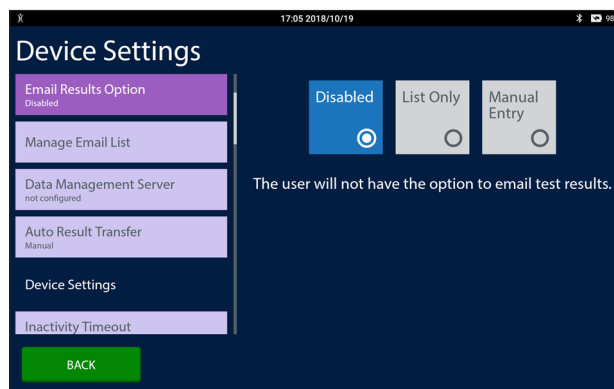 17:05 2018/10/19
98
Device Settings
Email Results Option
Disabled
Manage Email List
Data Management Server
not configured
Auto Result Transfer
Manual
Device Settings
Inactivity Timeout
BACK
Disabled
List Only
Manual
Entry
The user will not have the option to email test results.